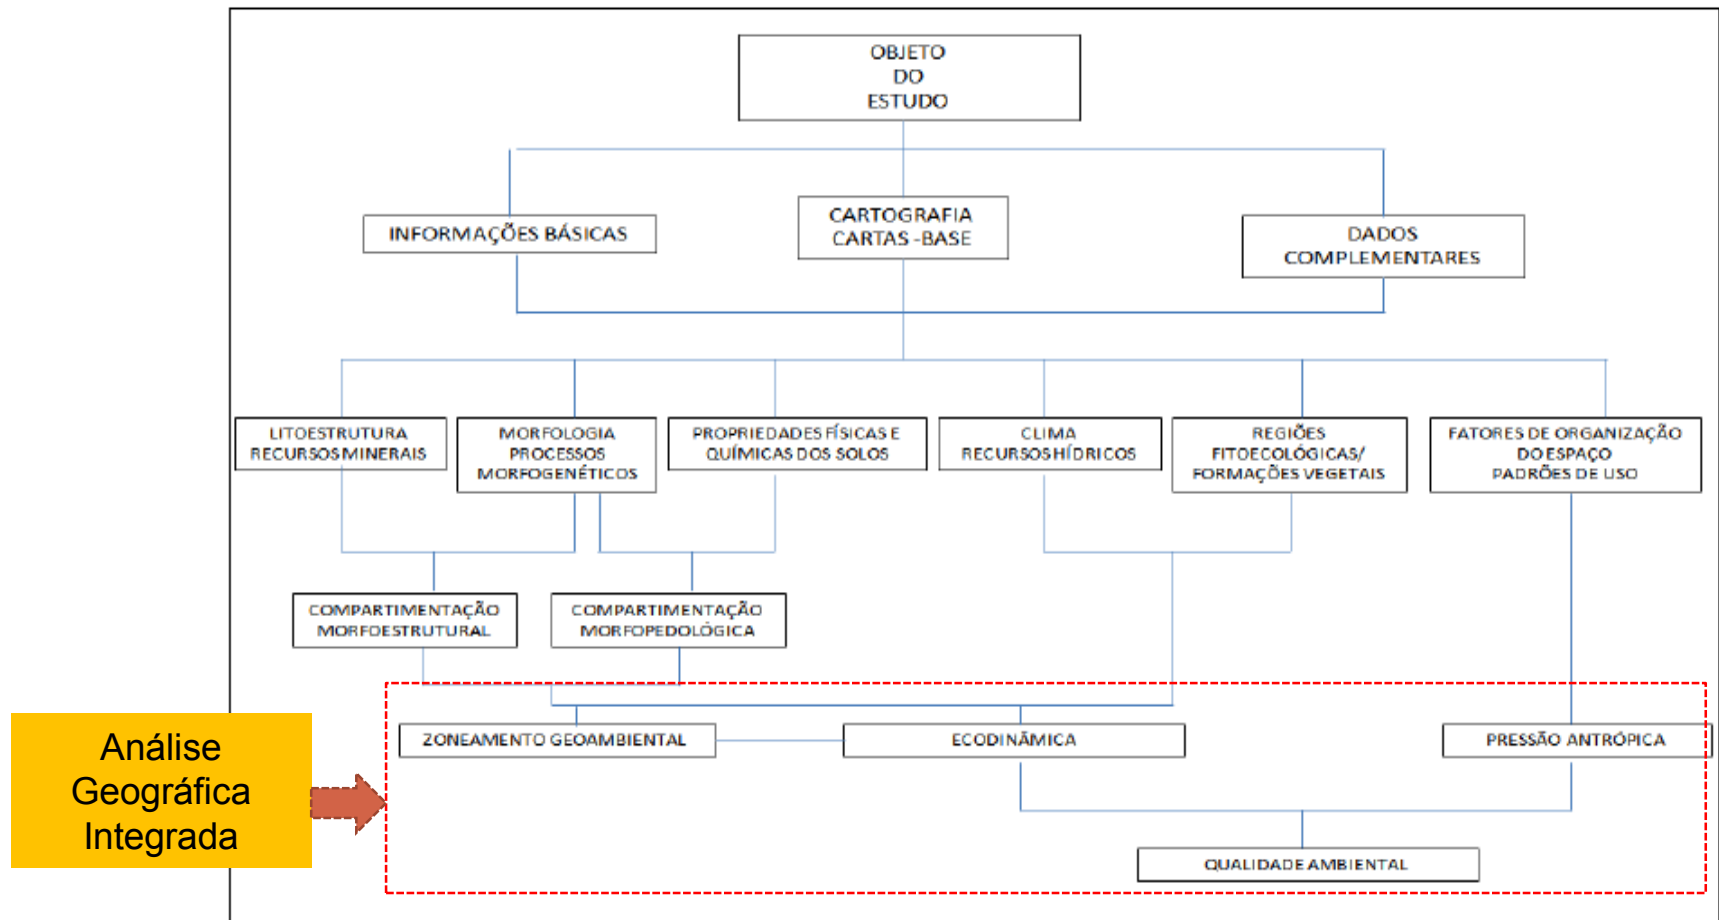 OBJETO
DO
ESTUDO
INFORMAÇÕES BÁSICAS
CARTOGRAFIA
CARTAS -BASE
DADOS
COMPLEMENTARES
LITOESTRUTURA
RECURSOS MINERAIS
MORFOLOGIA
PROCESSOS
MORFOGENÉTICOS
PROPRIEDADES FÍSICAS E
QUÍMICAS DOS SOLOS
CLIMA
RECURSOS HÍDRICOS
REGIÕES
FITOECOLÓGICAS/
FORMAÇÕES VEGETAIS
FATORES DE ORGANIZAÇÃO
DO ESPAÇO
PADRÕES DE USO
COMPARTIMENTAÇÃO
MORFOESTRUTURAL
COMPARTIMENTAÇÃO
MORFOPEDOLÓGICA
Análise
Geográfica
Integrada
ZONEAMENTO GEOAMBIENTAL
ECODINÂMICA
PRESSÃO ANTRÓPICA
QUALIDADE AMBIENTAL